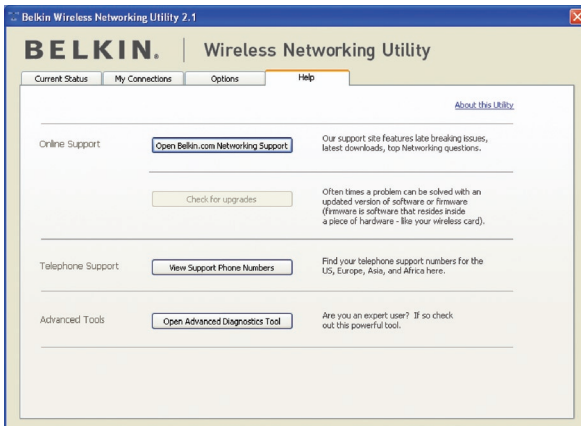 Belkin Wireless Networking Utility 2.1
BELKIN. | Wireless Networking Utility
Current Status My Connections Options Help
About this Utility
Online Support
Open Belkin.com Networking Support
Our support site features late breaking issues,
latest downloads, top Networking questions.
Check for upgrades
Often times a problem can be solved with an
updated version of software or firmware
(firmware is software that resides inside
a piece of hardware - like your wireless card).
Telephone Support
View Support Phone Numbers
Find your telephone support numbers for the
US, Europe, Asia, and Africa here.
Advanced Tools
Open Advanced Diagnostics Tool
Are you an expert user? If so check
out this powerful tool.